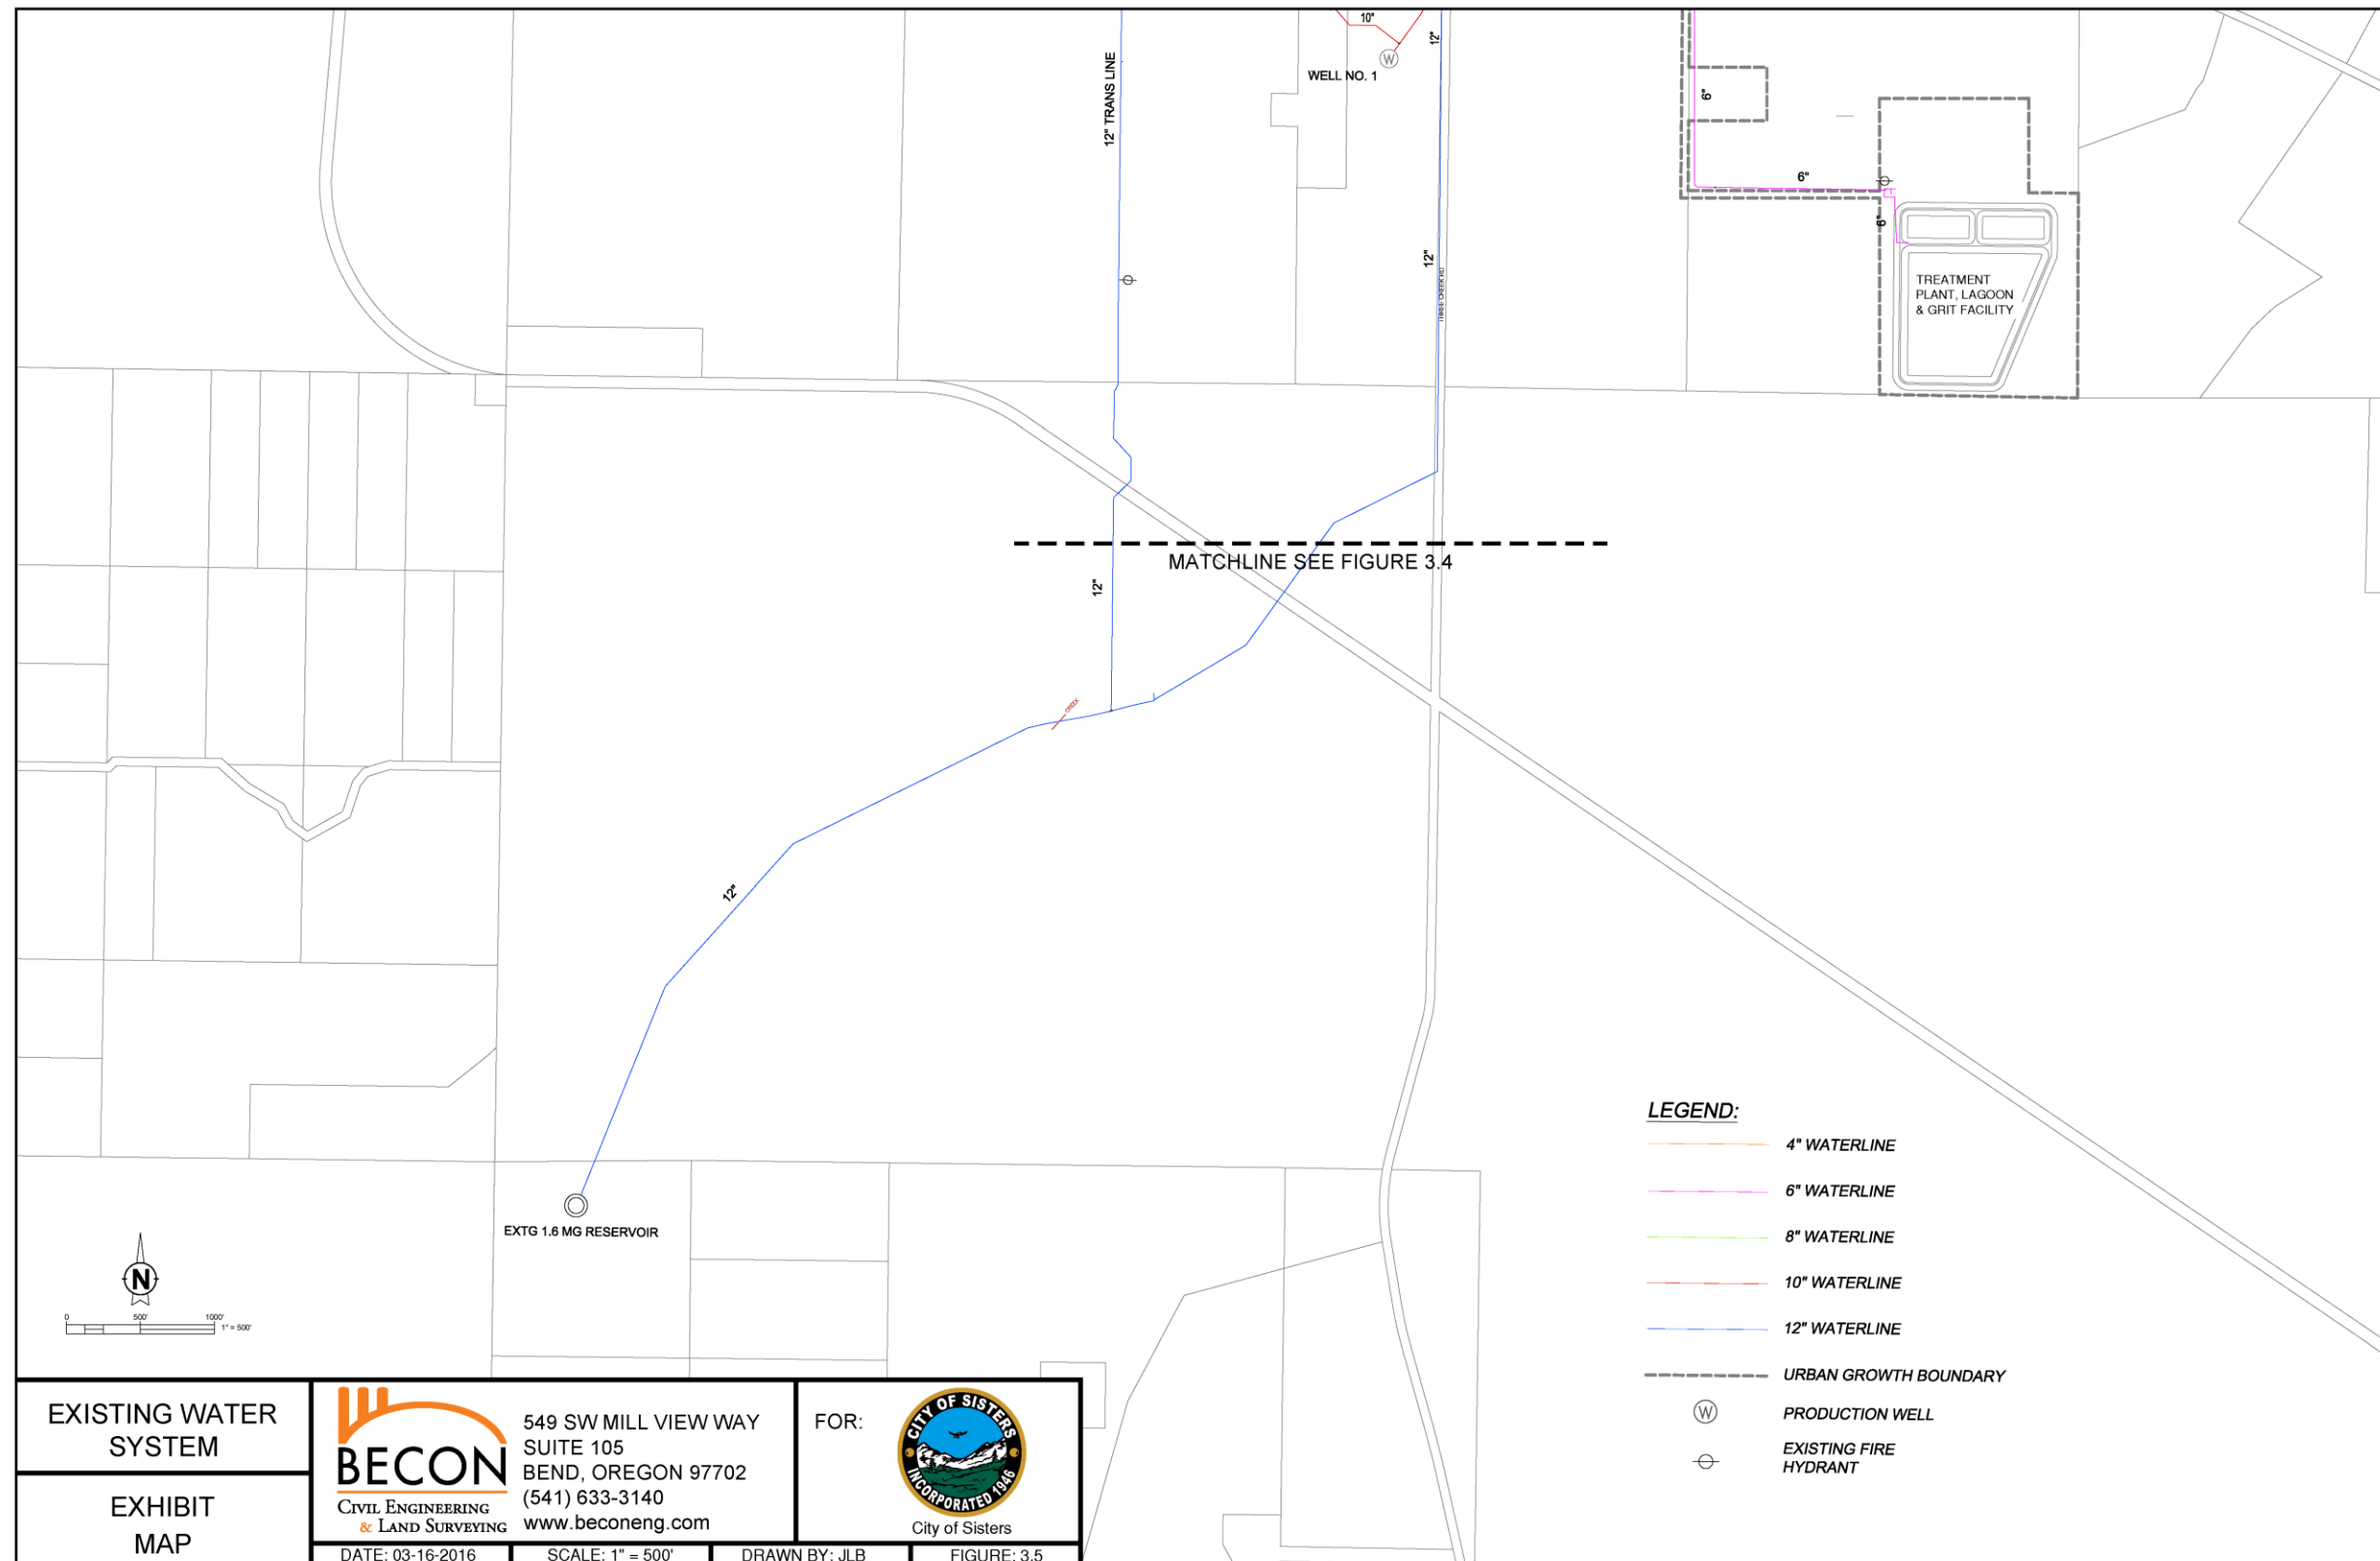 10"
WELL NO. 1
12"
12" TRANS LINE
6"
6"
6"
12"
THREE CREEK RD
TREATMENT
PLANT, LAGOON
& GRIT FACILITY
MATCHLINE SEE FIGURE 3.4
12"
CREEK
12"
EXTG 1.6 MG RESERVOIR
N
0 500' 1000'
1" = 500'
LEGEND:
4" WATERLINE
6" WATERLINE
8" WATERLINE
10" WATERLINE
12" WATERLINE
URBAN GROWTH BOUNDARY
W PRODUCTION WELL
EXISTING FIRE
HYDRANT
W
EXISTING WATER
SYSTEM
EXHIBIT
MAP
BECON
CIVIL ENGINEERING
& LAND SURVEYING
549 SW MILL VIEW WAY
SUITE 105
BEND, OREGON 97702
(541) 633-3140
www.beconeng.com
FOR:
CITY OF SISTERS
INCORPORATED 1946
City of Sisters
DATE: 03-16-2016
SCALE: 1" = 500'
DRAWN BY: JLB
FIGURE: 3.5